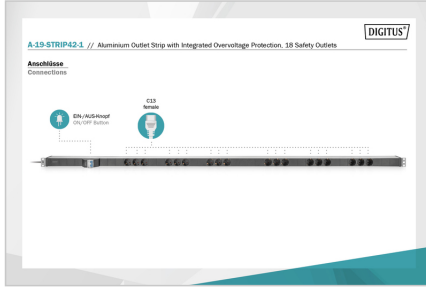 DIGITUS®
A-19-STRIP42-1 // Aluminium Outlet Strip with Integrated Overvoltage Protection, 18 Safety Outlets
Anschlüsse
Connections
C13
female
EIN-/AUS-Knopf
ON/OFF Button